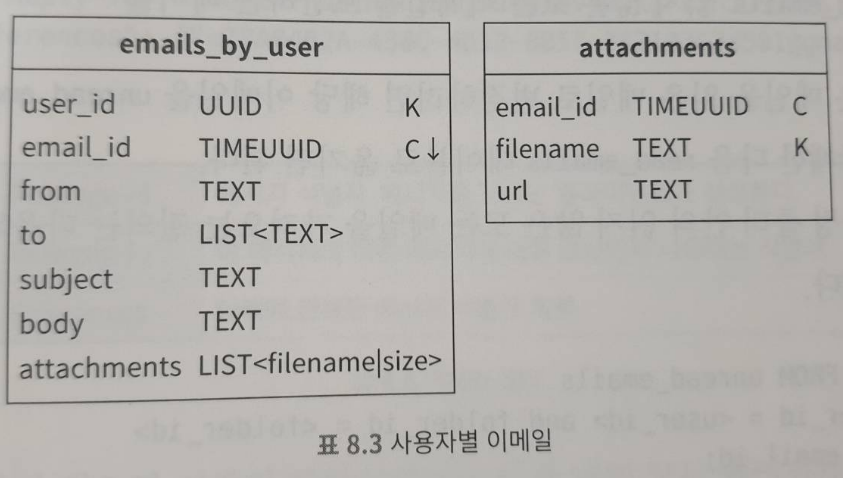 emails_by_user
user_id UUID K
email_id TIMEUUID C ↓
from TEXT
to LIST<TEXT>
subject TEXT
body TEXT
attachments LIST<filename|size>
attachments
email_id TIMEUUID C
filename TEXT K
url TEXT
표 8.3 사용자별 이메일